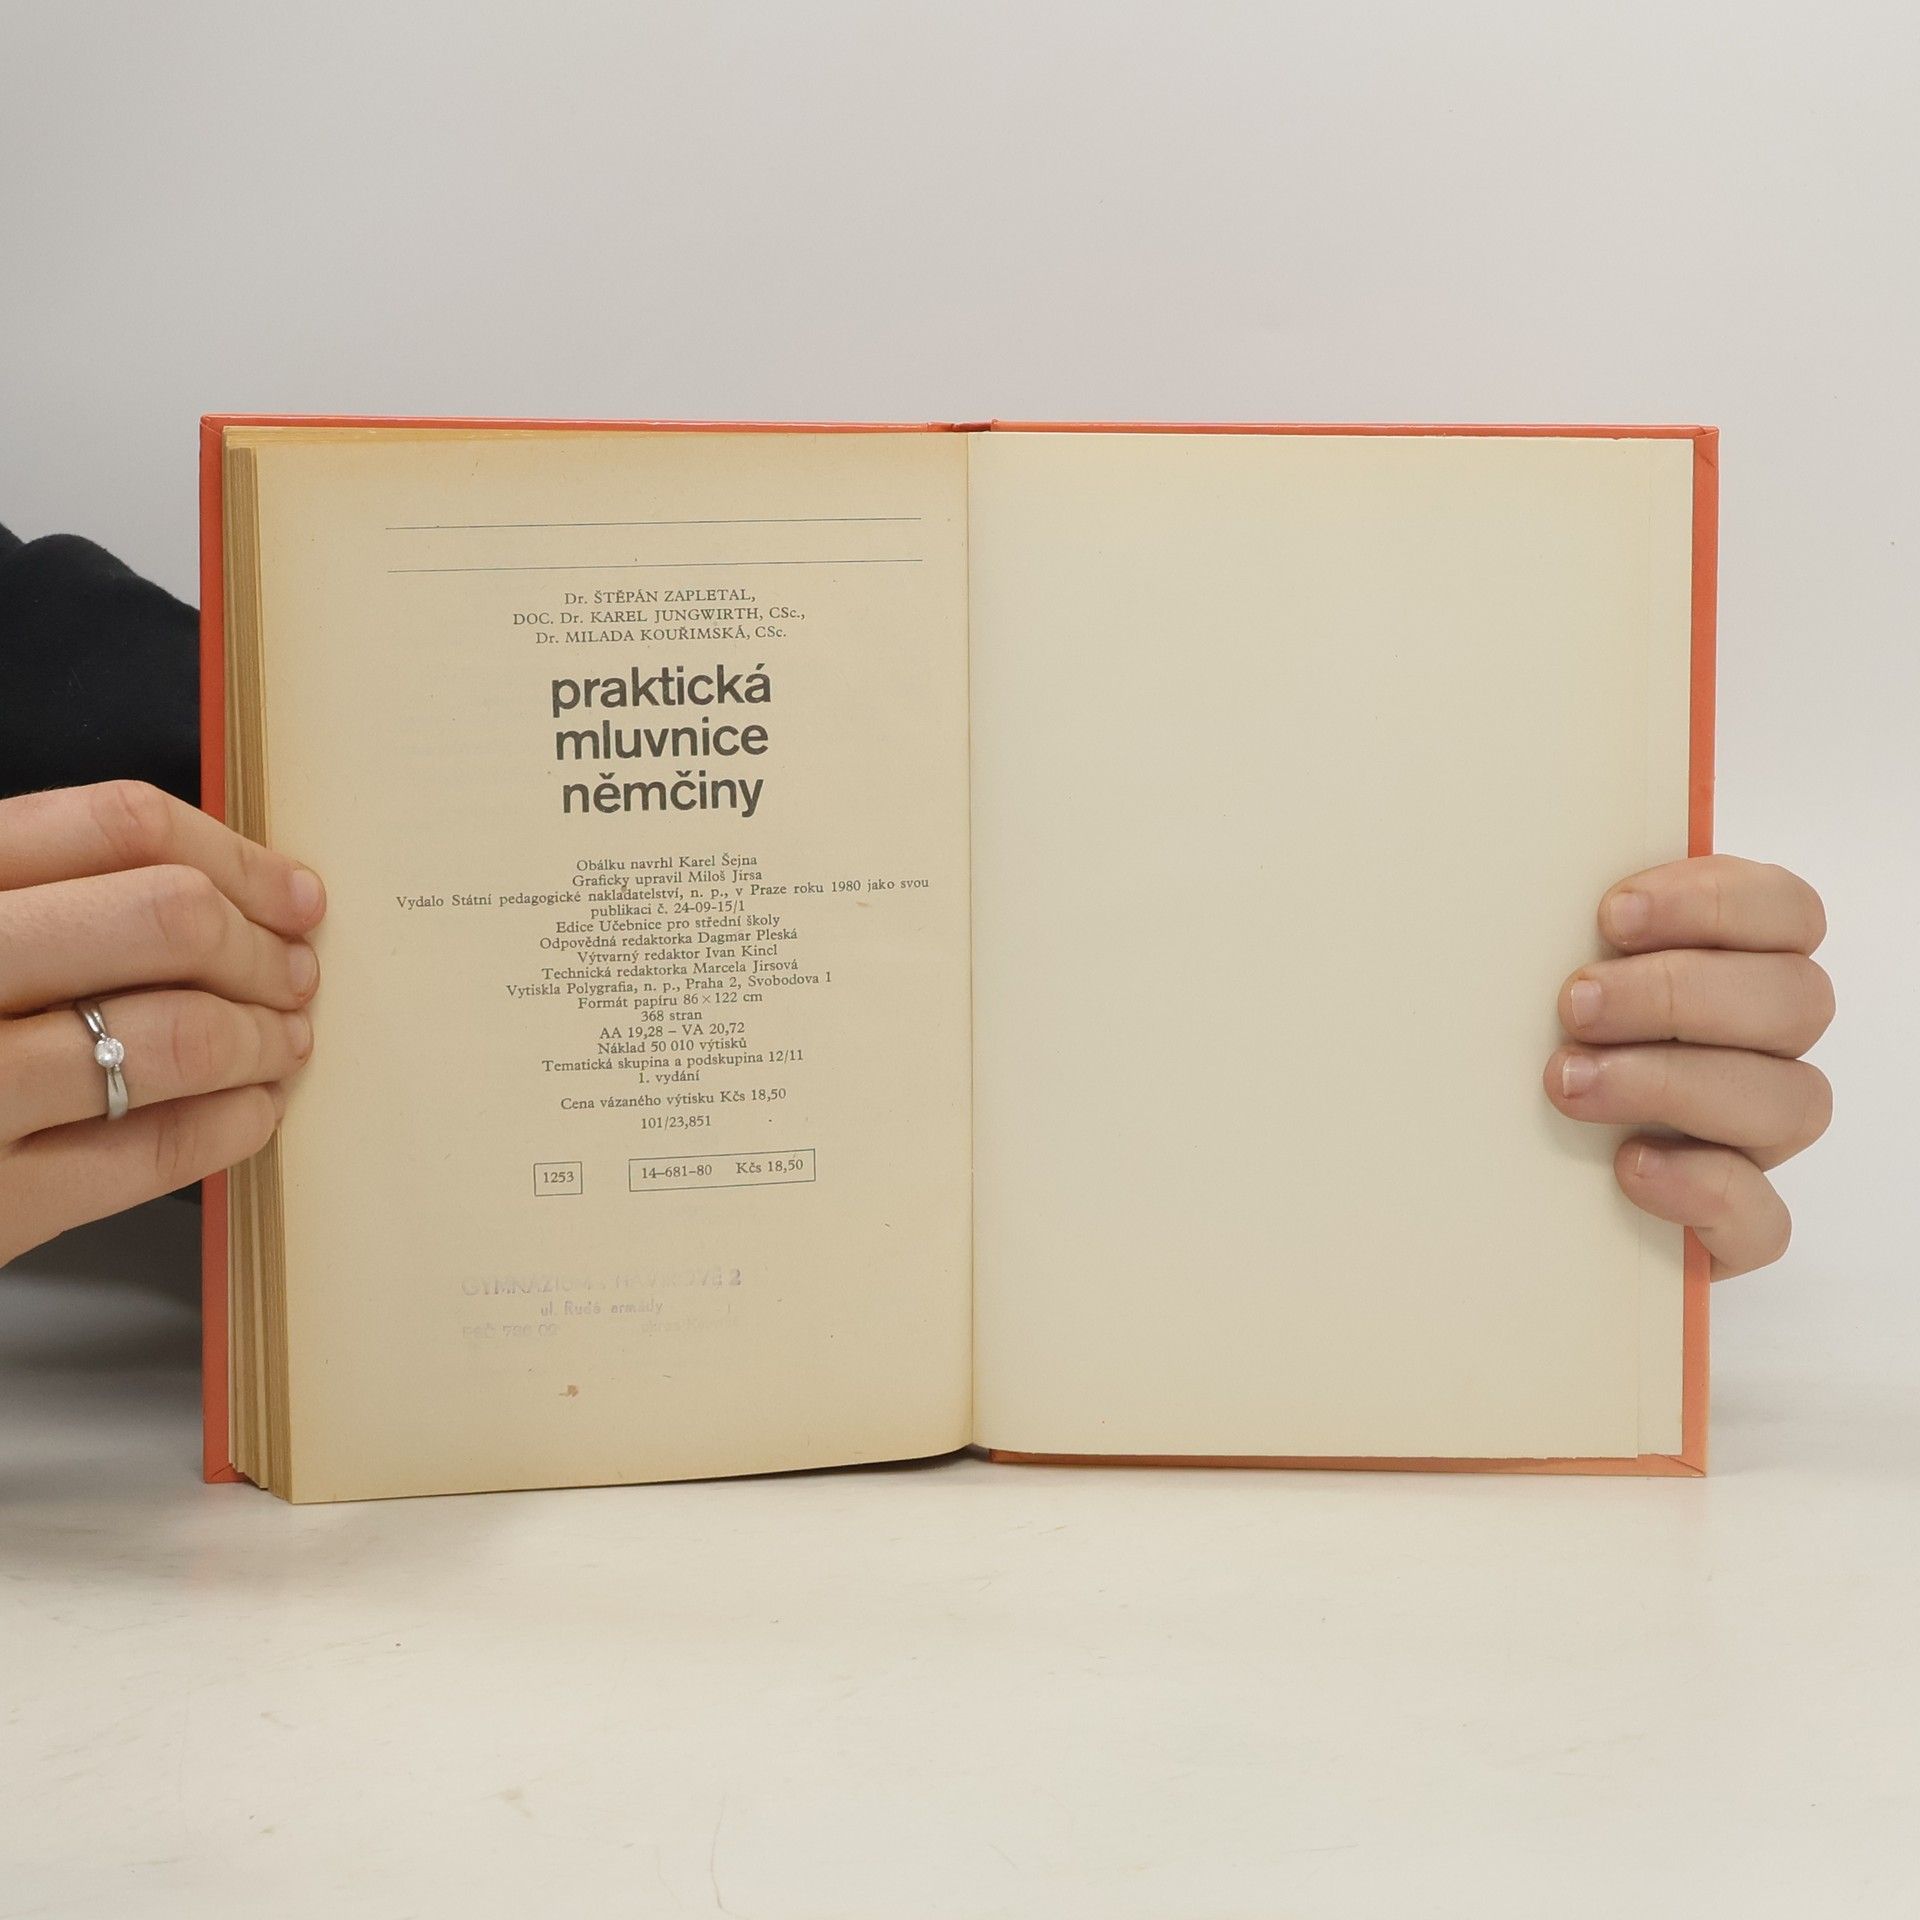 Dr. ŠTĚPÁN ZAPLETAL,
DOC. Dr. KAREL JUNGWIRTH, CSc.,
Dr. MILADA KOUŘIMSKÁ, CSc.
praktická
mluvnice
němčiny
Obálku navrhl Karel Šejna
Graficky upravil Miloš Jirsa
Vydalo Státní pedagogické nakladatelství, n. p., v Praze roku 1980 jako svou
publikaci č. 24-09-15/1
Edice Učebnice pro střední školy
Odpovědná redaktorka Dagmar Pleská
Výtvarný redaktor Ivan Kincl
Technická redaktorka Marcela Jirsová
Vytiskla Polygrafia, n. p., Praha 2, Svobodova 1
Formát papíru 86 × 122 cm
368 stran
AA 19,28 – VA 20,72
Náklad 50 010 výtisků
Tematická skupina a podskupina 12/11
1. vydání
Cena vázaného výtisku Kčs 18,50
101/23,851
1253 14–681–80 Kčs 18,50
GYMNAZIUM 2
ul. Rudé armády
PSČ 736 00